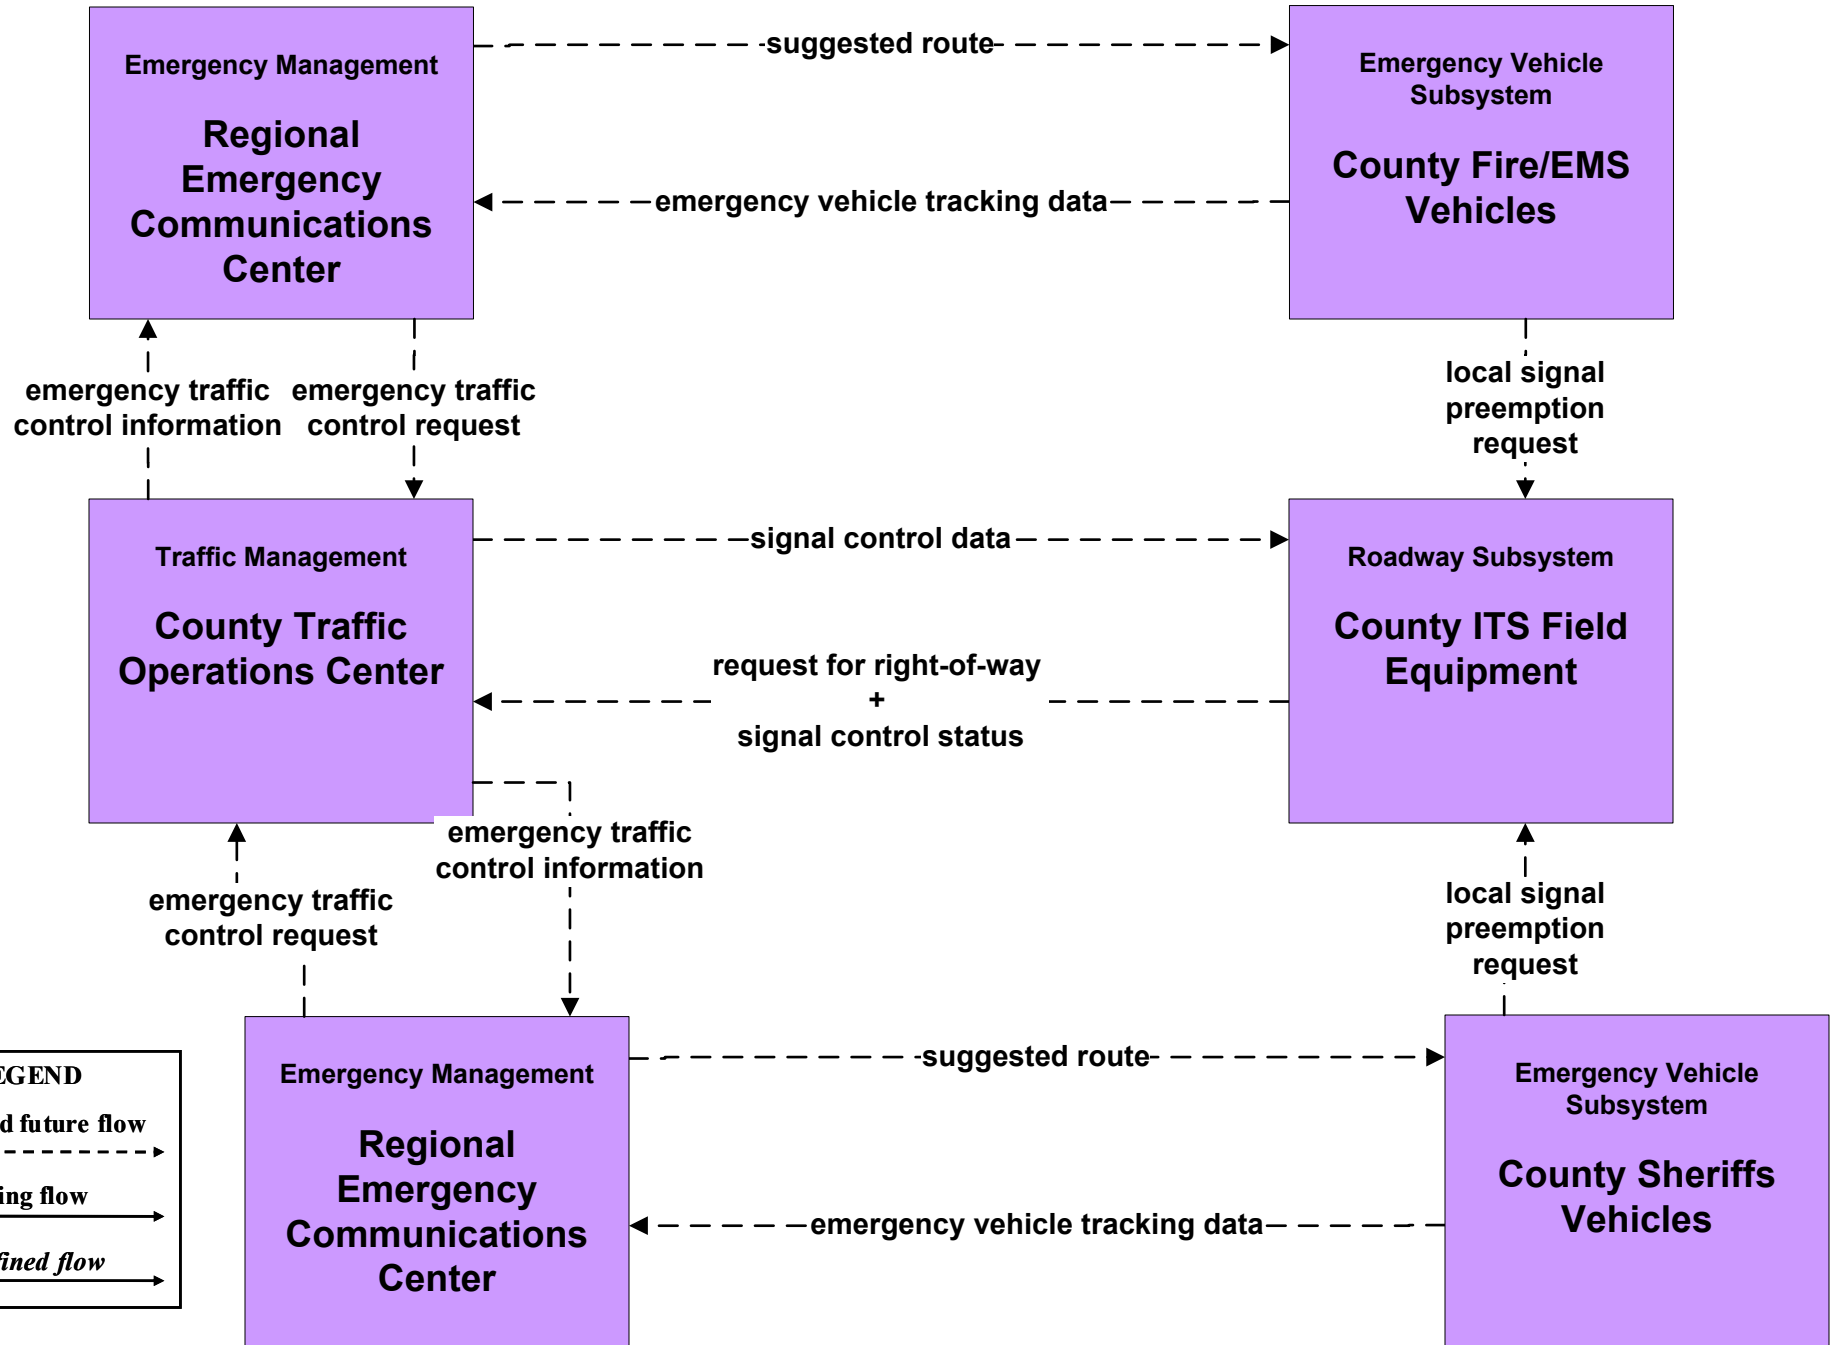 Emergency Management
Regional
Emergency
Communications
Center
suggested route
emergency vehicle tracking data
Emergency Vehicle
Subsystem
County Fire/EMS
Vehicles
emergency traffic
control information
emergency traffic
control request
local signal
preemption
request
Traffic Management
County Traffic
Operations Center
signal control data
request for right-of-way
+
signal control status
Roadway Subsystem
County ITS Field
Equipment
emergency traffic
control information
emergency traffic
control request
local signal
preemption
request
Emergency Management
Regional
Emergency
Communications
Center
suggested route
emergency vehicle tracking data
Emergency Vehicle
Subsystem
County Sheriffs
Vehicles
future flow
flow
flow